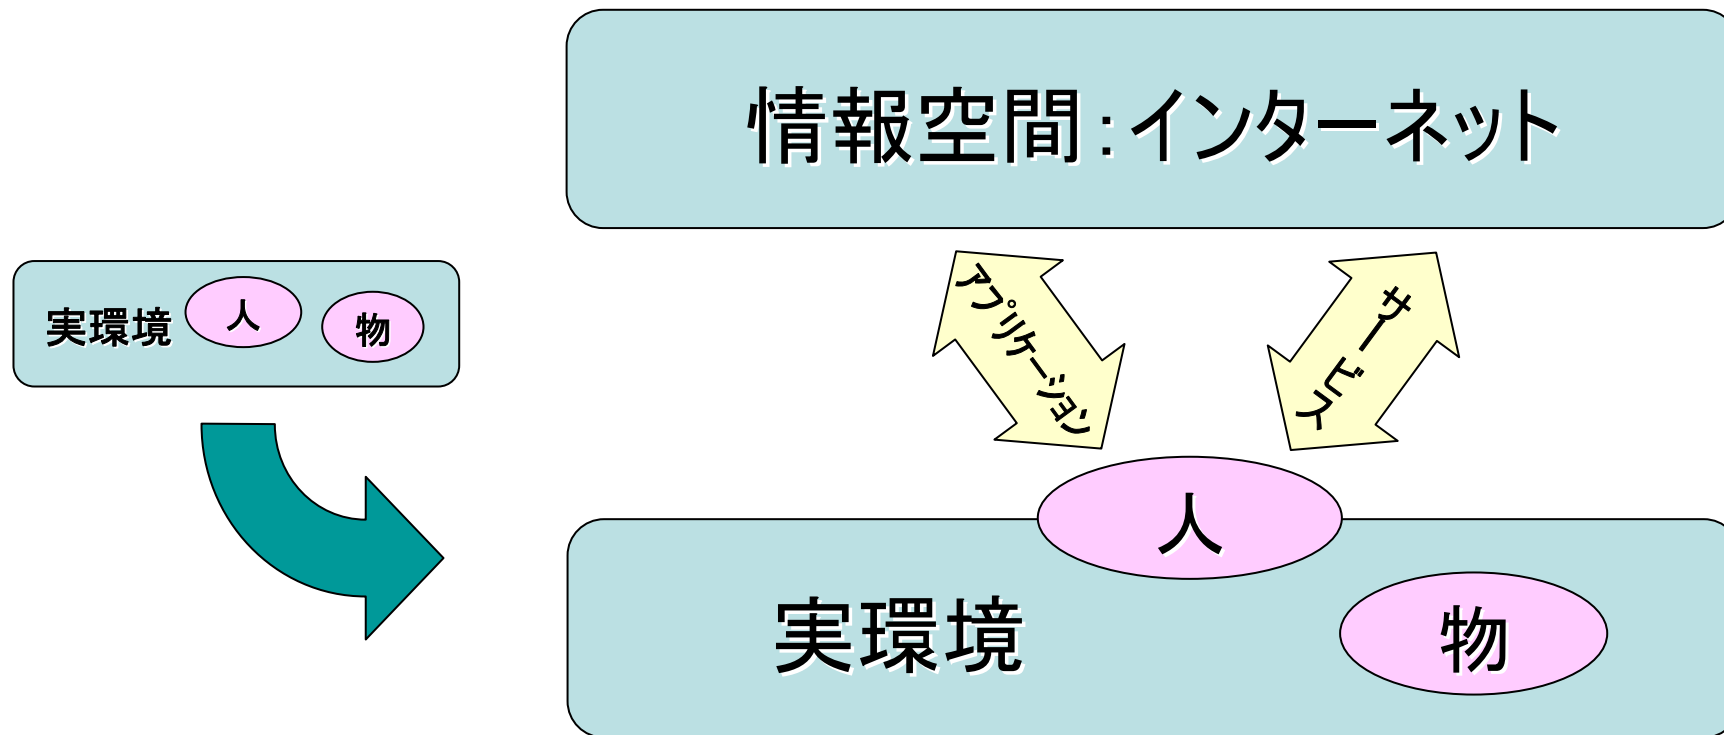 情報空間：インターネット
実環境
人
物
アプリケーション
サービス
人
実環境
物